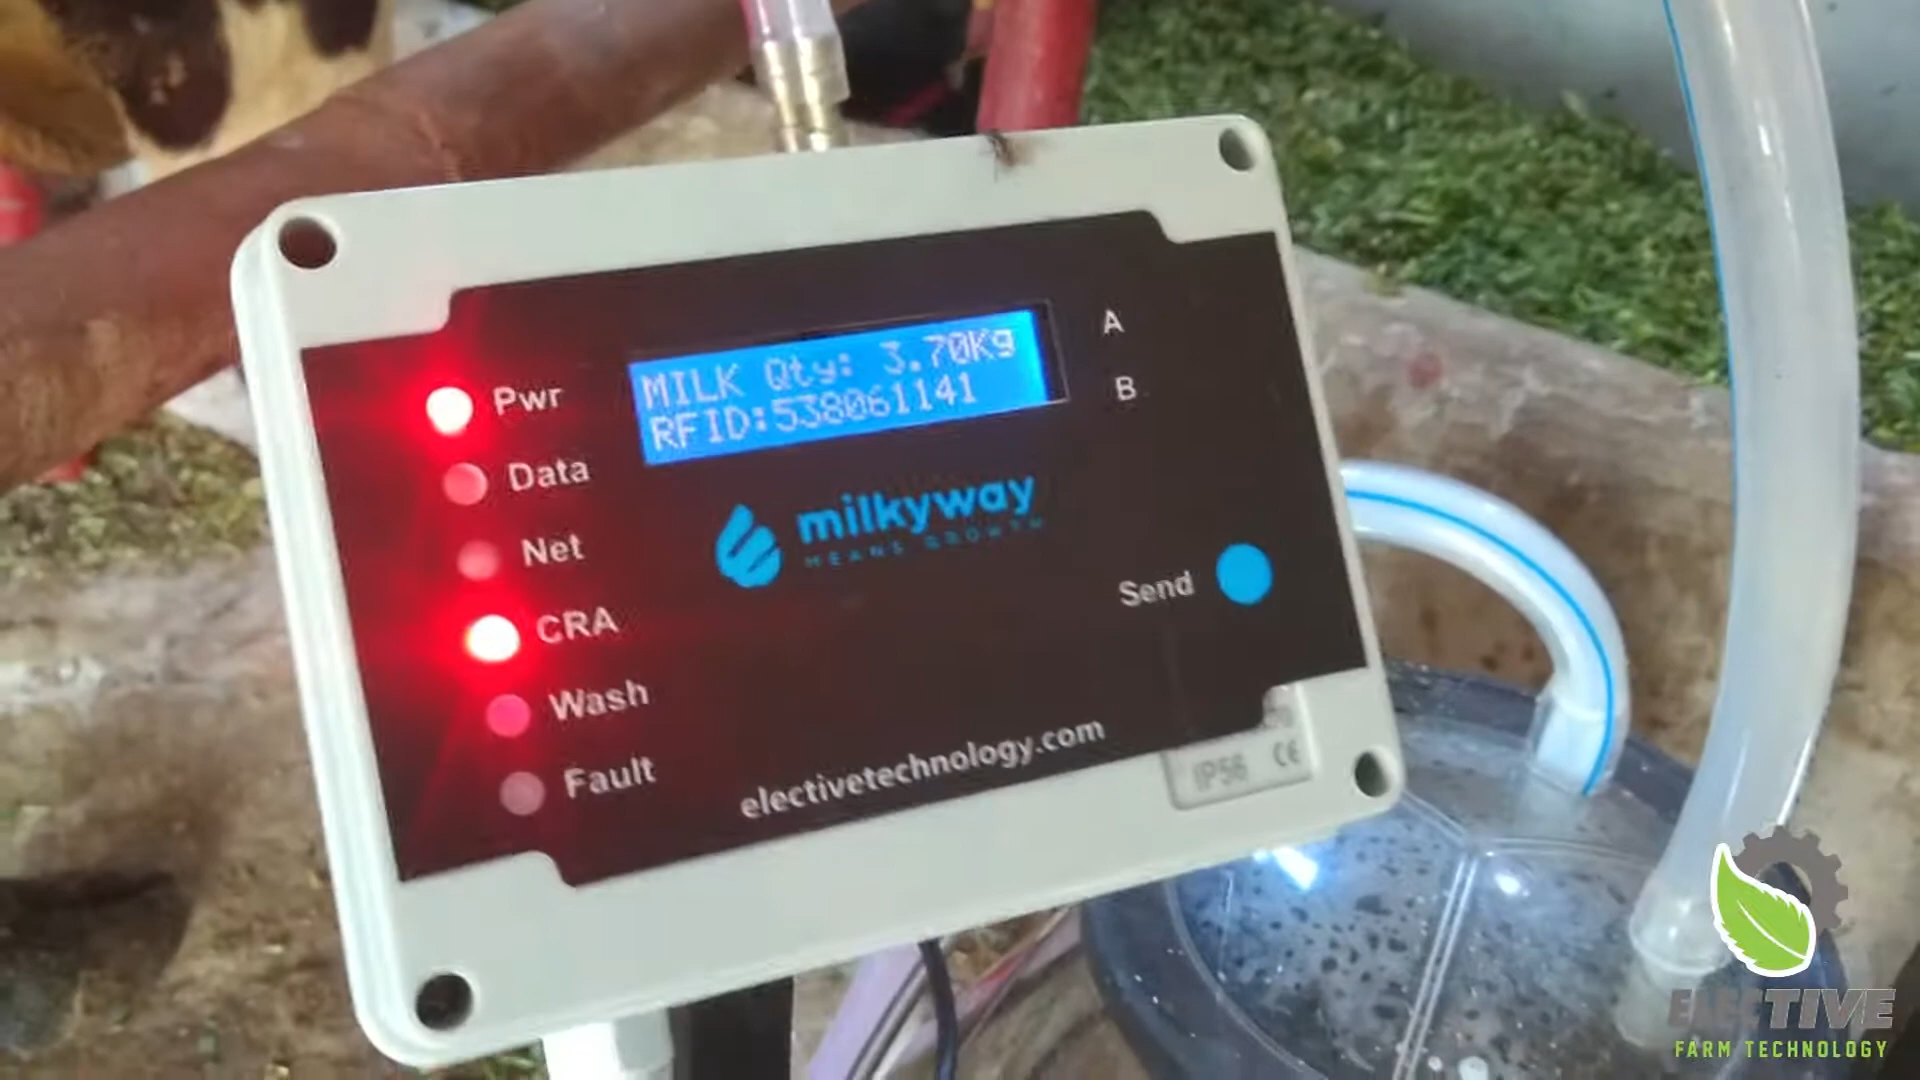 MILK Qty: 3.70Kg
RFID:538061141
A
B
Pwr
Data
Net
CRA
Wash
Fault
milkyway
MEANS GROWTH
Send
electivetechnology.com
IP56 CE
ELECTIVE
FARM TECHNOLOGY